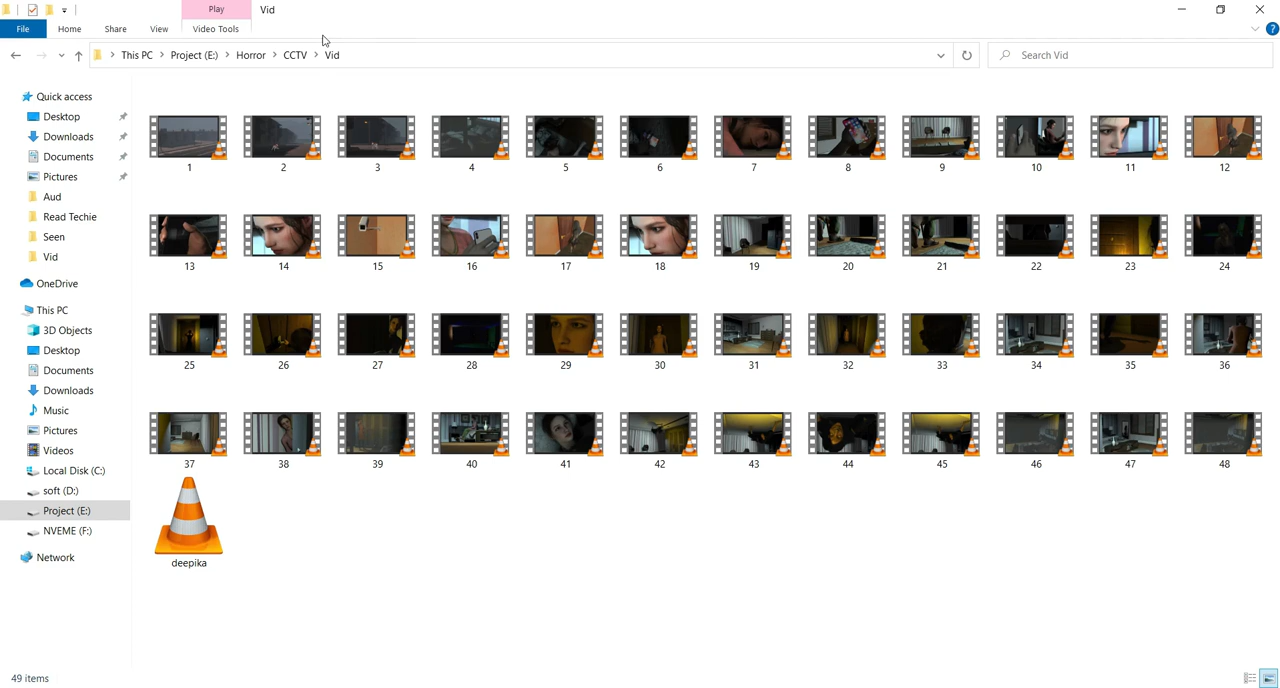 Play
Vid
File
Home
Share
View
Video Tools
This PC
Project (E:)
Horror
CCTV
Vid
Search Vid
Quick access
Desktop
Downloads
Documents
Pictures
Aud
Read Techie
Seen
Vid
OneDrive
This PC
3D Objects
Desktop
Documents
Downloads
Music
Pictures
Videos
Local Disk (C:)
soft (D:)
Project (E:)
NVEME (F:)
Network
1 2 3 4 5 6 7 8 9 10 11 12
13 14 15 16 17 18 19 20 21 22 23 24
25 26 27 28 29 30 31 32 33 34 35 36
37 38 39 40 41 42 43 44 45 46 47 48
deepika
49 items